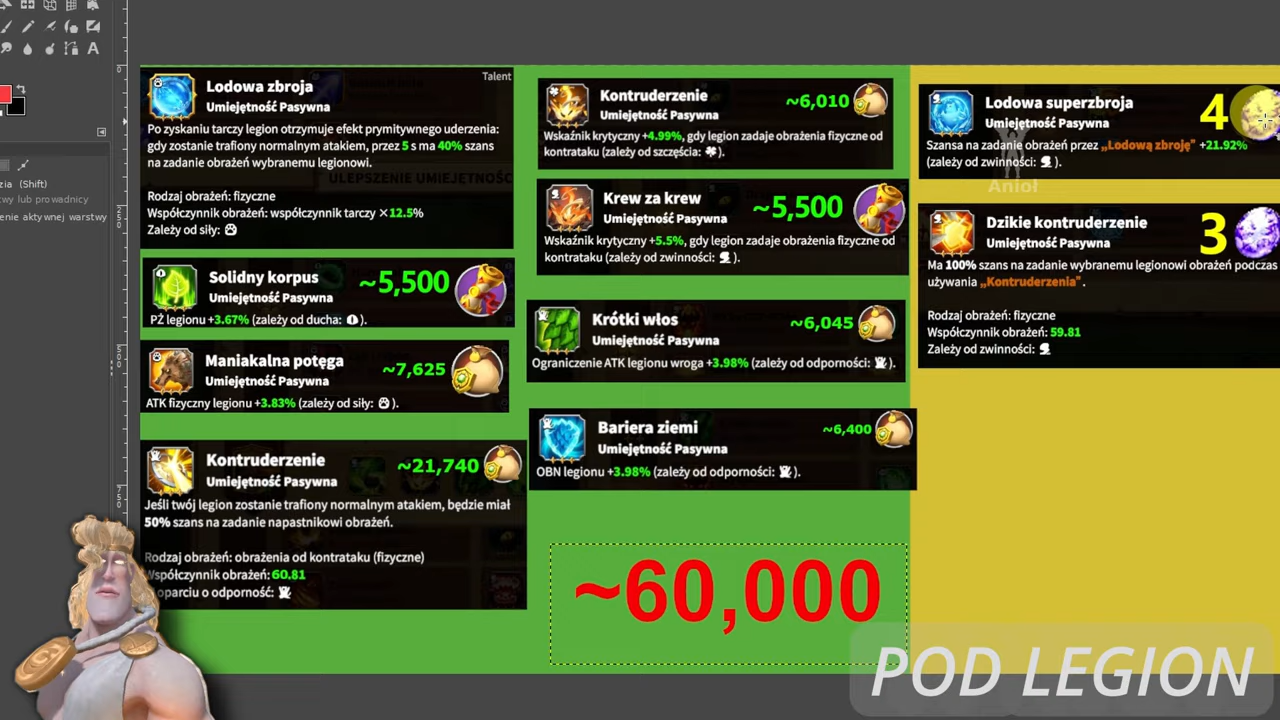 zia (Shift)
wy lub prowadnicy
enie aktywnej warstwy
Lodowa zbroja
Talent
Umiejętność Pasywna
Po zyskaniu tarczy legion otrzymuje efekt prymitywnego uderzenia:
gdy zostanie trafiony normalnym atakiem, przez 5 s ma 40% szans
na zadanie obrażeń wybranemu legionowi.
ULEPSZENIE UMIEJĘTNOŚC
Rodzaj obrażeń: fizyczne
Współczynnik obrażeń: współczynnik tarczy ×12.5%
Zależy od siły:
Solidny korpus
~5,500
Umiejętność Pasywna
PŻ legionu +3.67% (zależy od ducha: ).
Maniakalna potęga
~7,625
Umiejętność Pasywna
ATK fizyczny legionu +3.83% (zależy od siły: ).
Kontruderzenie
~21,740
Umiejętność Pasywna
Jeśli twój legion zostanie trafiony normalnym atakiem, będzie miał
50% szans na zadanie napastnikowi obrażeń.
Rodzaj obrażeń: obrażenia od kontrataku (fizyczne)
Współczynnik obrażeń: 60.81
oparciu o odporność:
Kontruderzenie
~6,010
Umiejętność Pasywna
Wskaźnik krytyczny +4.99%, gdy legion zadaje obrażenia fizyczne od
kontrataku (zależy od szczęścia: ).
Krew za krew
~5,500
Umiejętność Pasywna
Wskaźnik krytyczny +5.5%, gdy legion zadaje obrażenia fizyczne od
kontrataku (zależy od zwinności: ).
Krótki włos
~6,045
Umiejętność Pasywna
Ograniczenie ATK legionu wroga +3.98% (zależy od odporności: ).
Bariera ziemi
~6,400
Umiejętność Pasywna
OBN legionu +3.98% (zależy od odporności: ).
~60,000
Lodowa superzbroja
4
Umiejętność Pasywna
Szansa na zadanie obrażeń przez „Lodową zbroję" +21.92%
(zależy od zwinności: ).
Anioł
Dzikie kontruderzenie
3
Umiejętność Pasywna
Ma 100% szans na zadanie wybranemu legionowi obrażeń podczas
używania „Kontruderzenia".
Rodzaj obrażeń: fizyczne
Współczynnik obrażeń: 59.81
Zależy od zwinności:
POD LEGION